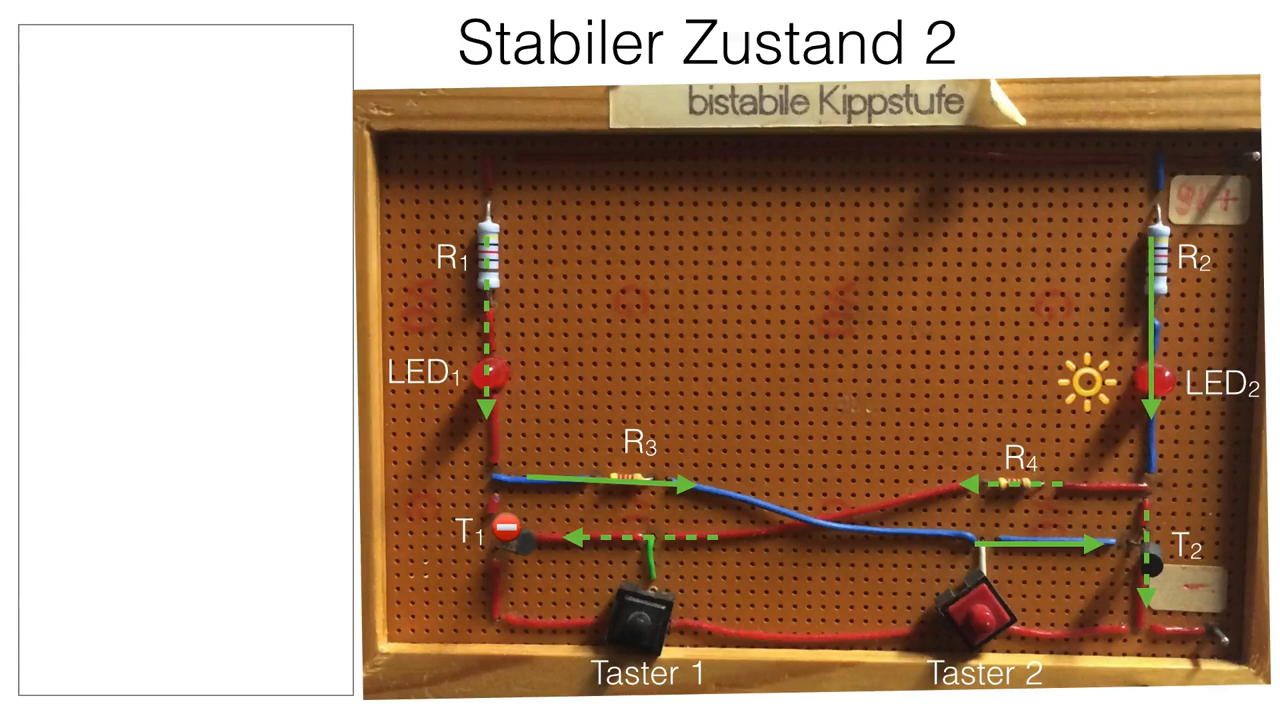 Stabiler Zustand 2
bistabile Kippstufe
R1
R2
LED1
LED2
R3
R4
T1
T2
Taster 1
Taster 2